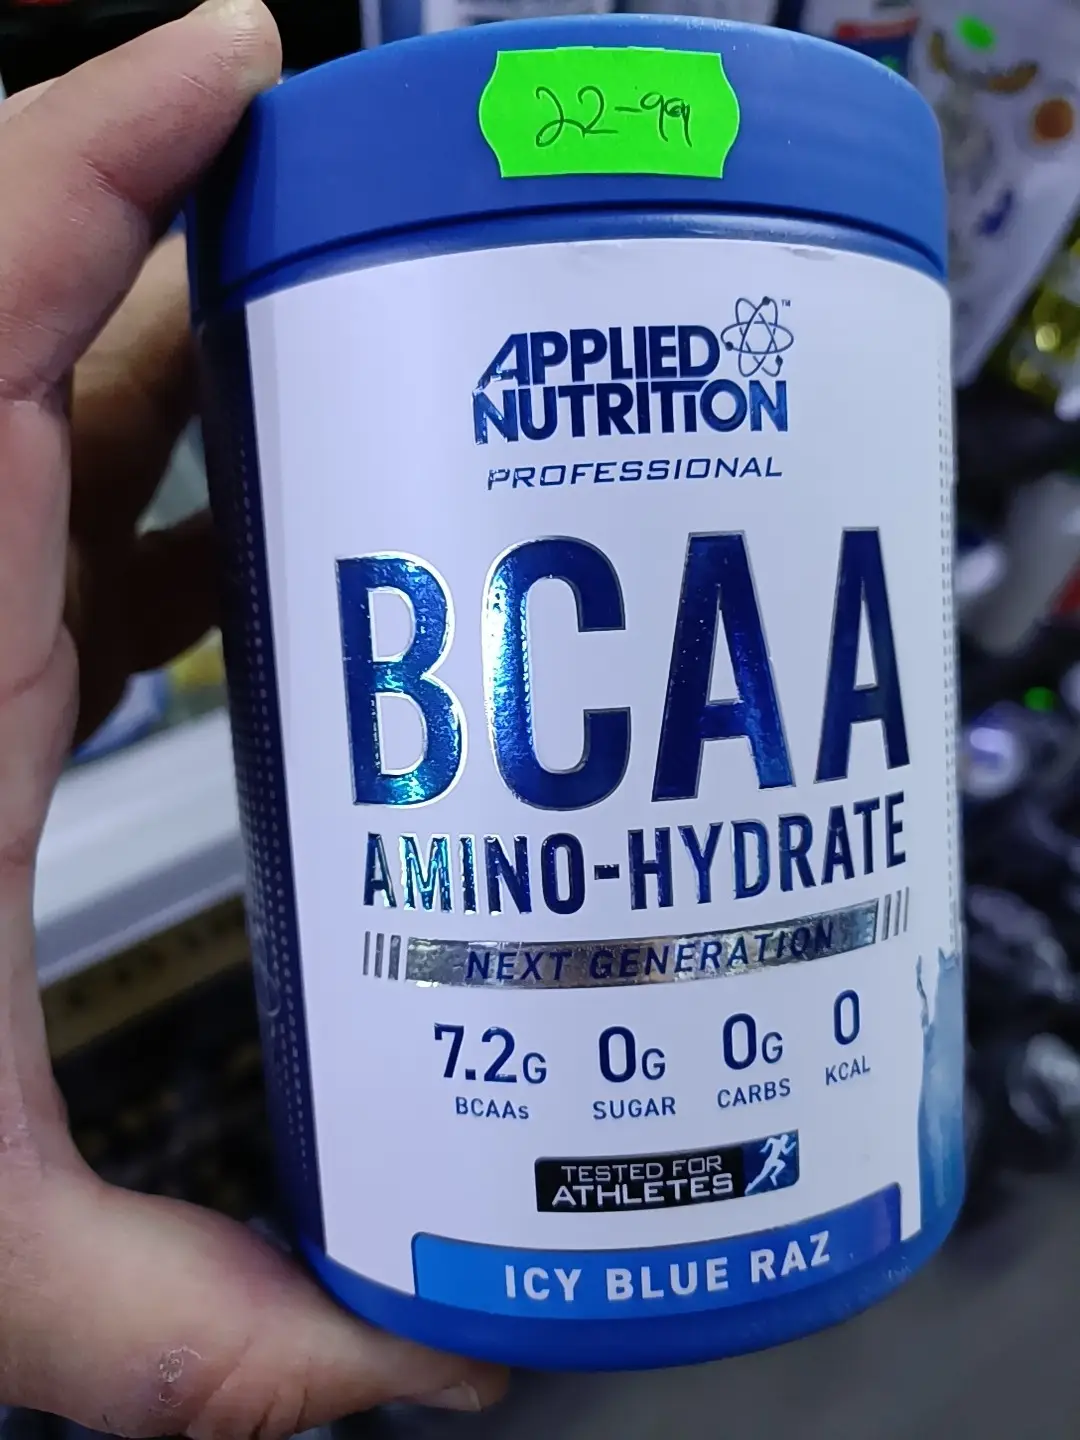 22-99
APPLIED
NUTRITION
™
PROFESSIONAL
BCAA
AMINO-HYDRATE
NEXT GENERATION
7.2G 0G 0G 0
BCAAs SUGAR CARBS KCAL
TESTED FOR
ATHLETES
ICY BLUE RAZ